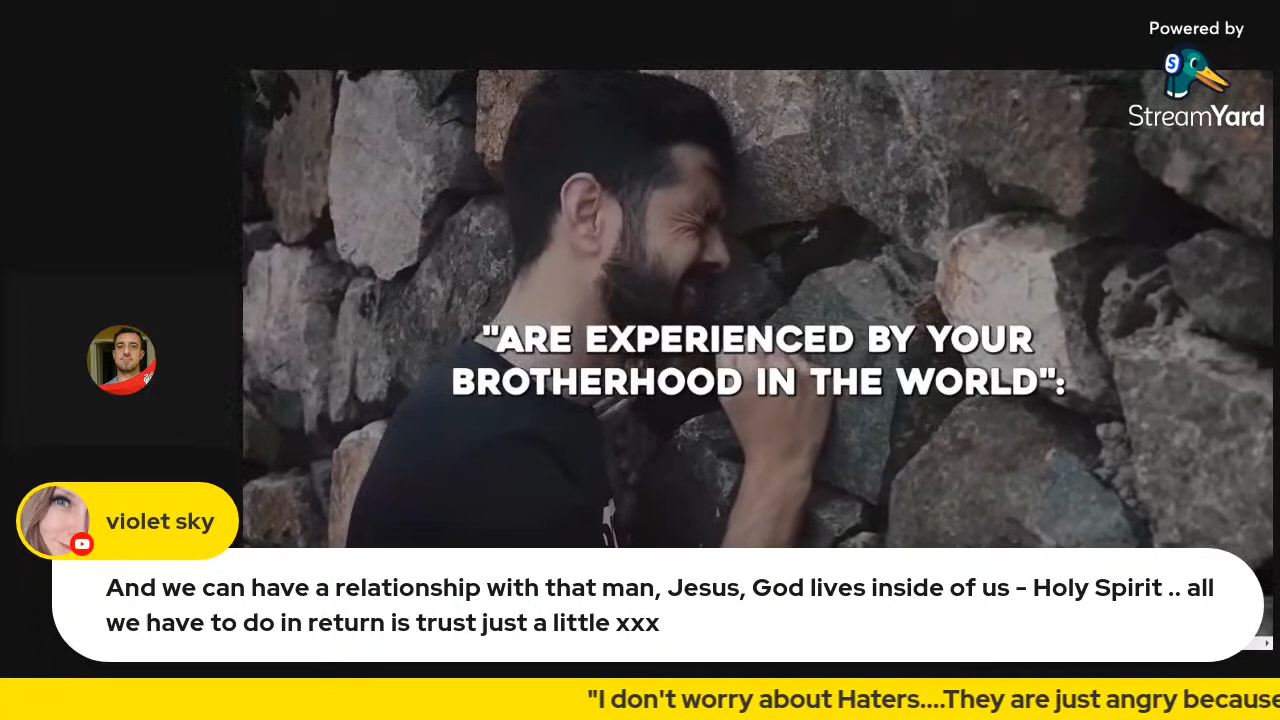 Powered by
StreamYard
"ARE EXPERIENCED BY YOUR
BROTHERHOOD IN THE WORLD":
violet sky
And we can have a relationship with that man, Jesus, God lives inside of us - Holy Spirit .. all
we have to do in return is trust just a little xxx
"I don't worry about Haters....They are just angry because